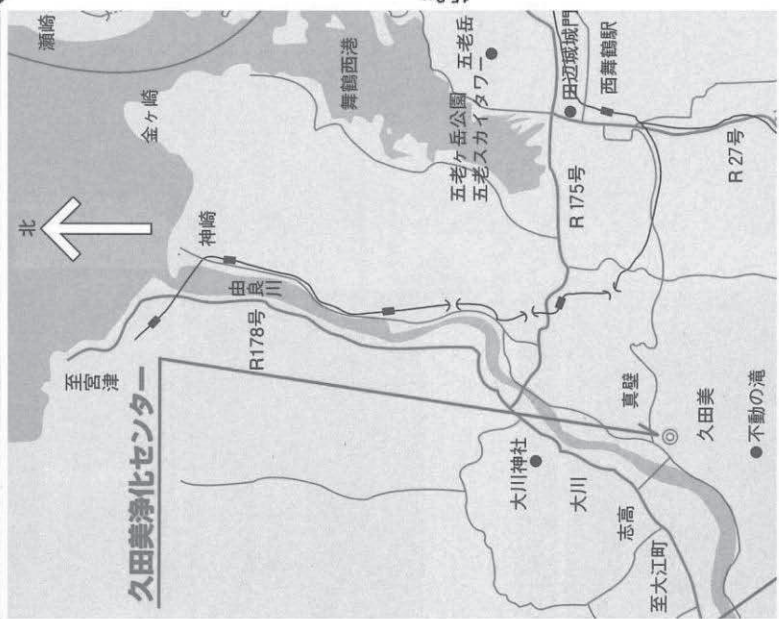 瀬崎
金ヶ崎
舞鶴西港
五老岳
五老ヶ岳公園
五老スカイタワー
田辺城城門
西舞鶴駅
北
神崎
由良川
R175号
R27号
至宮津
R178号
久田美浄化センター
真壁
久田美
不動の滝
大川神社
大川
志高
至大江町